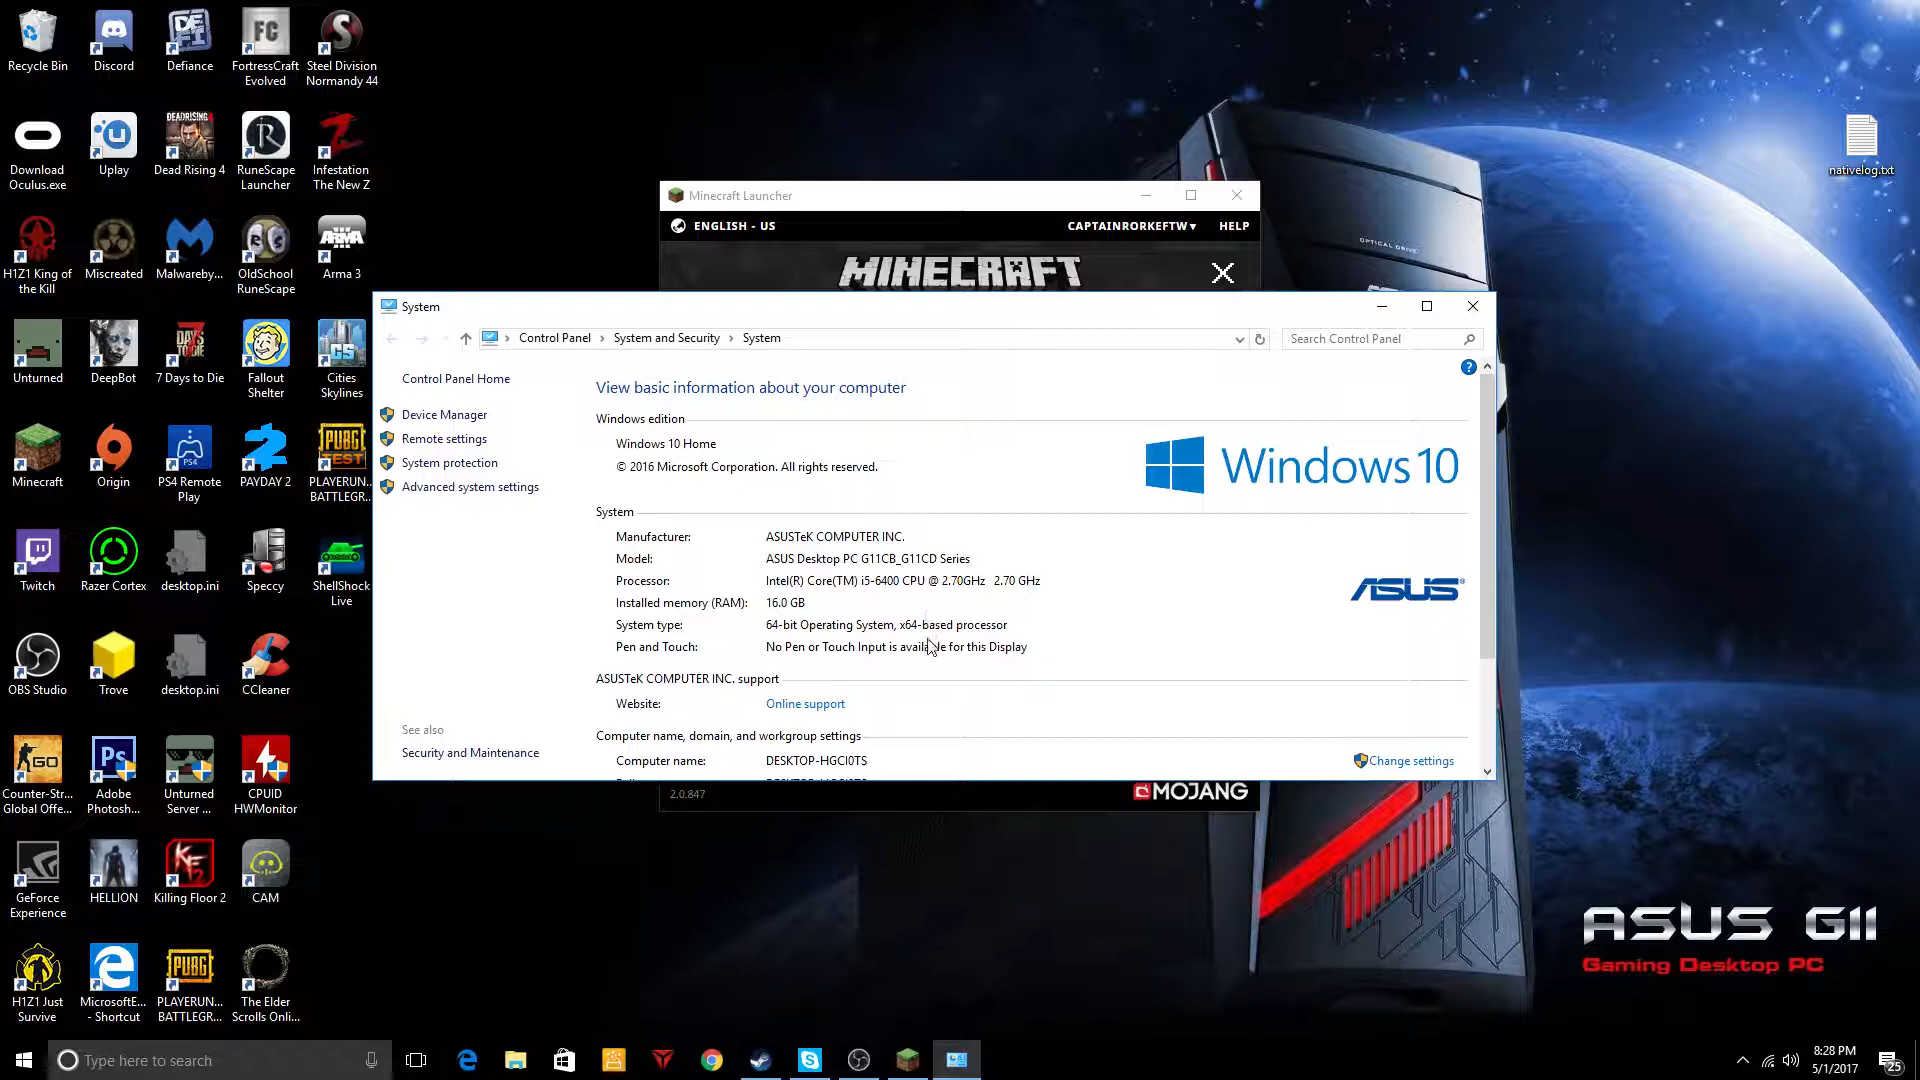 Recycle Bin
Discord
Defiance
FortressCraft
Evolved
Steel Division
Normandy 44
Download
Oculus.exe
Uplay
Dead Rising 4
RuneScape
Launcher
Infestation
The New Z
H1Z1 King of
the Kill
Miscreated
Malwareby...
OldSchool
RuneScape
Arma 3
Unturned
DeepBot
7 Days to Die
Fallout
Shelter
Cities
Skylines
Minecraft
Origin
PS4 Remote
Play
PAYDAY 2
PLAYERUN...
BATTLEGR...
Twitch
Razer Cortex
desktop.ini
Speccy
ShellShock
Live
OBS Studio
Trove
desktop.ini
CCleaner
Counter-Str...
Global Offe...
Adobe
Photosh...
Unturned
Server ...
CPUID
HWMonitor
GeForce
Experience
HELLION
Killing Floor 2
CAM
H1Z1 Just
Survive
MicrosoftE...
- Shortcut
PLAYERUN...
BATTLEGR...
The Elder
Scrolls Onli...
nativelog.txt
Minecraft Launcher
ENGLISH - US
CAPTAINRORKEFTW
HELP
MINECRAFT
System
Control Panel > System and Security > System
Search Control Panel
Control Panel Home
Device Manager
Remote settings
System protection
Advanced system settings
See also
Security and Maintenance
View basic information about your computer
Windows edition
Windows 10 Home
© 2016 Microsoft Corporation. All rights reserved.
Windows 10
System
Manufacturer: ASUSTeK COMPUTER INC.
Model: ASUS Desktop PC G11CB_G11CD Series
Processor: Intel(R) Core(TM) i5-6400 CPU @ 2.70GHz 2.70 GHz
Installed memory (RAM): 16.0 GB
System type: 64-bit Operating System, x64-based processor
Pen and Touch: No Pen or Touch Input is available for this Display
ASUS
ASUSTeK COMPUTER INC. support
Website: Online support
Computer name, domain, and workgroup settings
Computer name: DESKTOP-HGCI0TS
Change settings
2.0.847
MOJANG
OPTICAL DRIVE
ASUS G11
Gaming Desktop PC
Type here to search
8:28 PM
5/1/2017
25